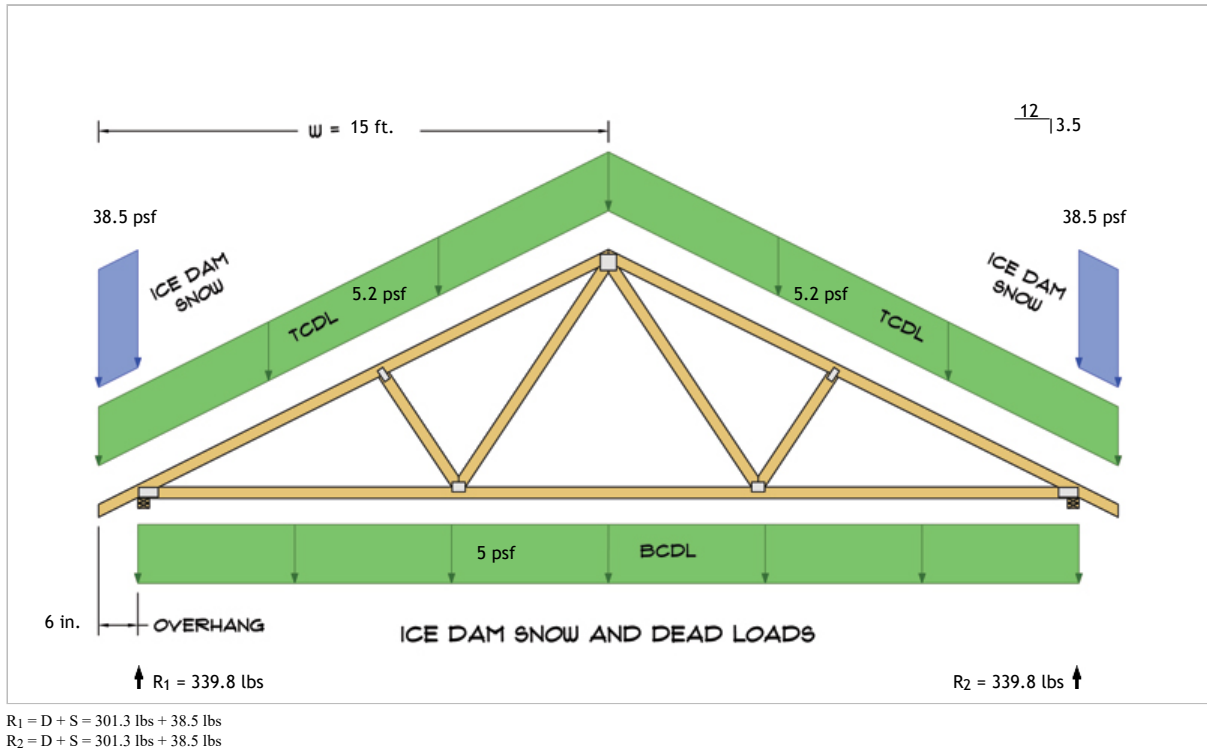 12
3.5
W = 15 ft.
38.5 psf
38.5 psf
ICE DAM
SNOW
ICE DAM
SNOW
5.2 psf
5.2 psf
TCDL
TCDL
5 psf
BCDL
6 in.
OVERHANG
ICE DAM SNOW AND DEAD LOADS
R1 = 339.8 lbs
R2 = 339.8 lbs
R1 = D + S = 301.3 lbs + 38.5 lbs
R2 = D + S = 301.3 lbs + 38.5 lbs